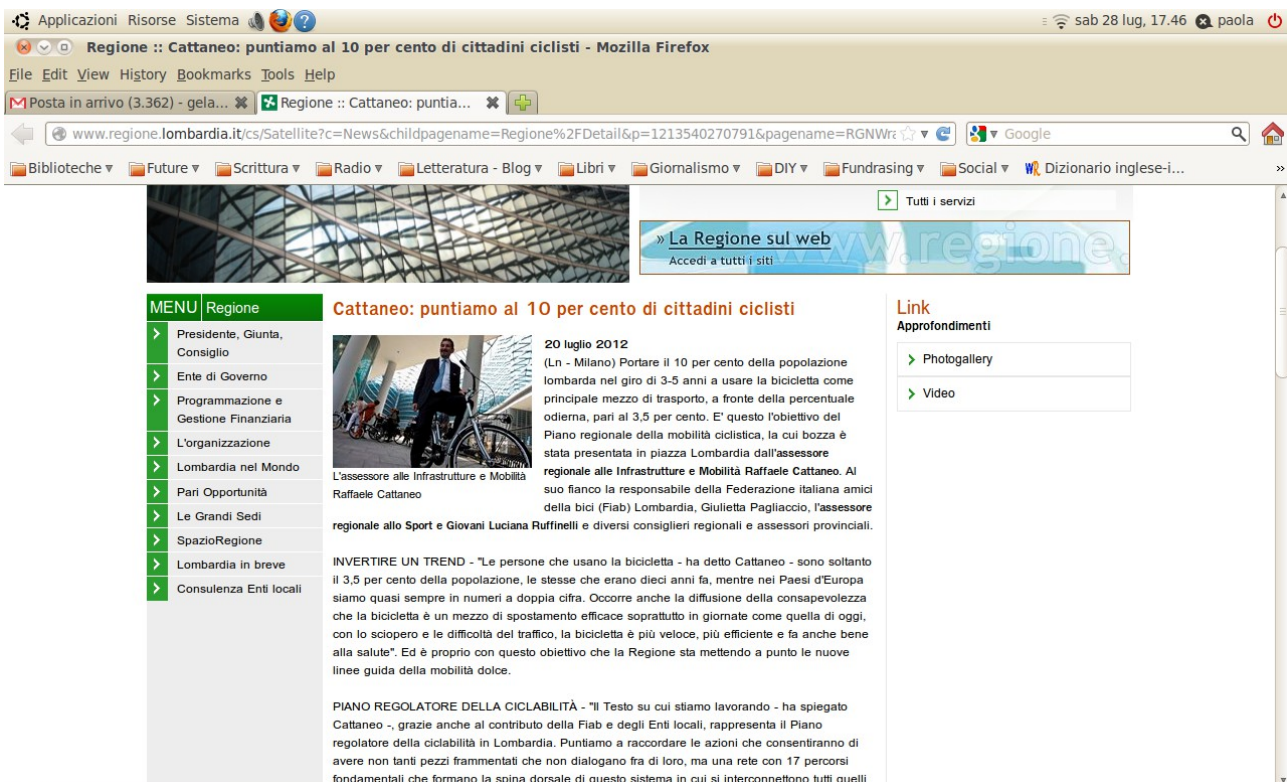 Applicazioni Risorse Sistema
sab 28 lug, 17.46 paola
Regione :: Cattaneo: puntiamo al 10 per cento di cittadini ciclisti - Mozilla Firefox
File Edit View History Bookmarks Tools Help
Posta in arrivo (3.362) - gela... Regione :: Cattaneo: puntia...
www.regione.lombardia.it/cs/Satellite?c=News&childpagename=Regione%2FDetail&p=1213540270791&pagename=RGNWra Google
Biblioteche Future Scrittura Radio Letteratura - Blog Libri Giornalismo DIY Fundrasing Social Dizionario inglese-i... »
Tutti i servizi
» La Regione sul web
Accedi a tutti i siti
www.regione.
MENU Regione
Presidente, Giunta,
Consiglio
Ente di Governo
Programmazione e
Gestione Finanziaria
L'organizzazione
Lombardia nel Mondo
Pari Opportunità
Le Grandi Sedi
SpazioRegione
Lombardia in breve
Consulenza Enti locali
Cattaneo: puntiamo al 10 per cento di cittadini ciclisti
L'assessore alle Infrastrutture e Mobilità
Raffaele Cattaneo
20 luglio 2012
(Ln - Milano) Portare il 10 per cento della popolazione
lombarda nel giro di 3-5 anni a usare la bicicletta come
principale mezzo di trasporto, a fronte della percentuale
odierna, pari al 3,5 per cento. E' questo l'obiettivo del
Piano regionale della mobilità ciclistica, la cui bozza è
stata presentata in piazza Lombardia dall'assessore
regionale alle Infrastrutture e Mobilità Raffaele Cattaneo. Al
suo fianco la responsabile della Federazione italiana amici
della bici (Fiab) Lombardia, Giulietta Pagliaccio, l'assessore
regionale allo Sport e Giovani Luciana Ruffinelli e diversi consiglieri regionali e assessori provinciali.
INVERTIRE UN TREND - "Le persone che usano la bicicletta - ha detto Cattaneo - sono soltanto
il 3,5 per cento della popolazione, le stesse che erano dieci anni fa, mentre nei Paesi d'Europa
siamo quasi sempre in numeri a doppia cifra. Occorre anche la diffusione della consapevolezza
che la bicicletta è un mezzo di spostamento efficace soprattutto in giornate come quella di oggi,
con lo sciopero e le difficoltà del traffico, la bicicletta è più veloce, più efficiente e fa anche bene
alla salute". Ed è proprio con questo obiettivo che la Regione sta mettendo a punto le nuove
linee guida della mobilità dolce.
PIANO REGOLATORE DELLA CICLABILITÀ - "Il Testo su cui stiamo lavorando - ha spiegato
Cattaneo -, grazie anche al contributo della Fiab e degli Enti locali, rappresenta il Piano
regolatore della ciclabilità in Lombardia. Puntiamo a raccordare le azioni che consentiranno di
avere non tanti pezzi frammentati che non dialogano fra di loro, ma una rete con 17 percorsi
fondamentali che formano la spina dorsale di questo sistema in cui si interconnettono tutti quelli
Link
Approfondimenti
Photogallery
Video